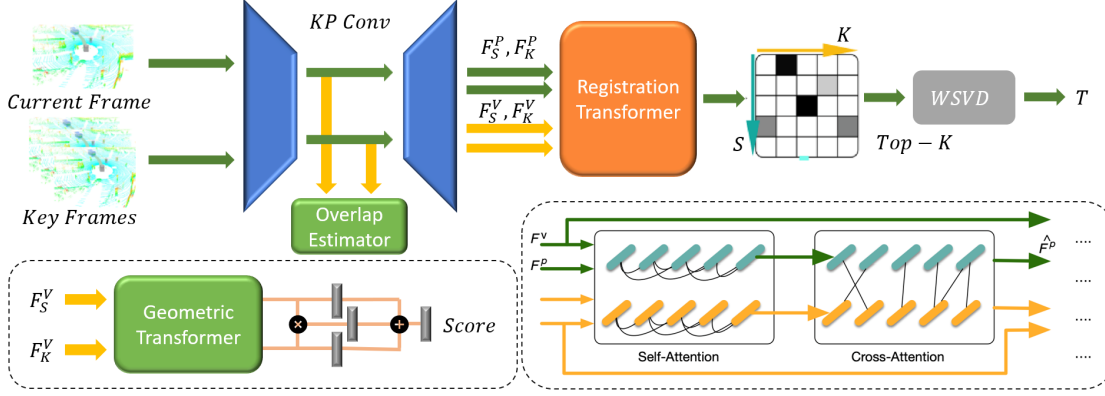 KP Conv
Current Frame
Key Frames
F_S^P, F_K^P
F_S^V, F_K^V
Overlap
Estimator
Registration
Transformer
K
S
Top − K
WSVD
T
F_S^V
F_K^V
Geometric
Transformer
×
+
Score
F^V
F^P
Self-Attention
Cross-Attention
F̂^P
....
....
....
....